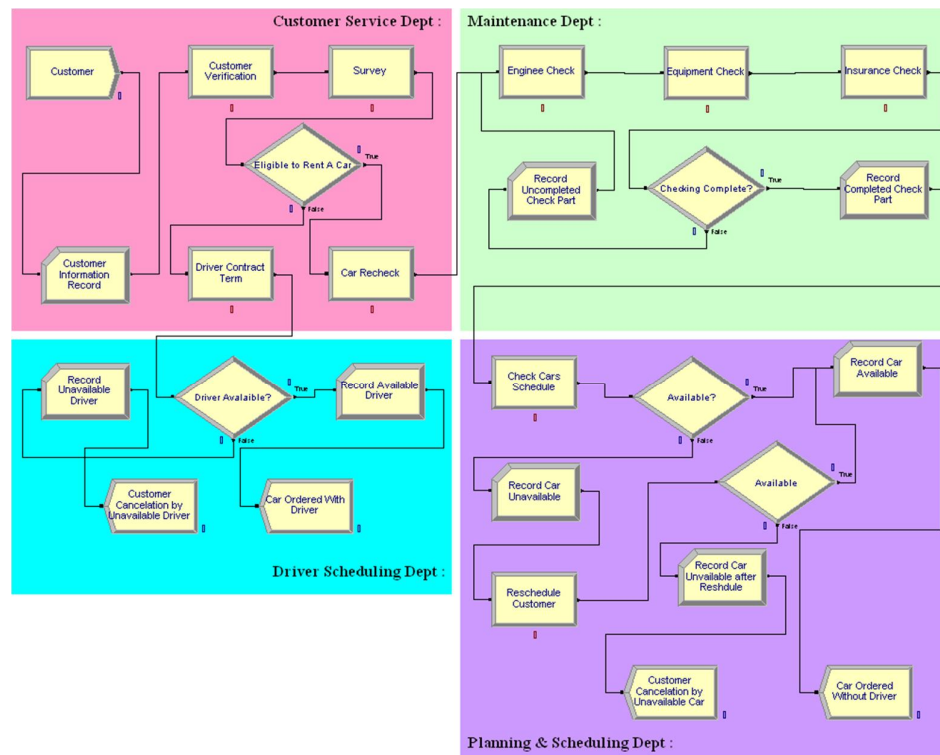 Customer Service Dept :
Customer
Customer
Verification
Survey
Eligible to Rent A Car
True
False
Customer
Information
Record
Driver Contract
Term
Car Recheck
Maintenance Dept :
Enginee Check
Equipment Check
Insurance Check
Record
Uncompleted
Check Part
Checking Complete?
True
False
Record
Completed Check
Part
Record
Unavailable
Driver
Driver Avalaible?
True
False
Record Available
Driver
Customer
Cancelation by
Unavailable Driver
Car Ordered With
Driver
Driver Scheduling Dept :
Check Cars
Schedule
Available?
True
False
Record Car
Available
Record Car
Unavailable
Available
True
False
Reschedule
Customer
Record Car
Unvailable after
Reshdule
Customer
Cancelation by
Unavailable Car
Car Ordered
Without Driver
Planning & Scheduling Dept :